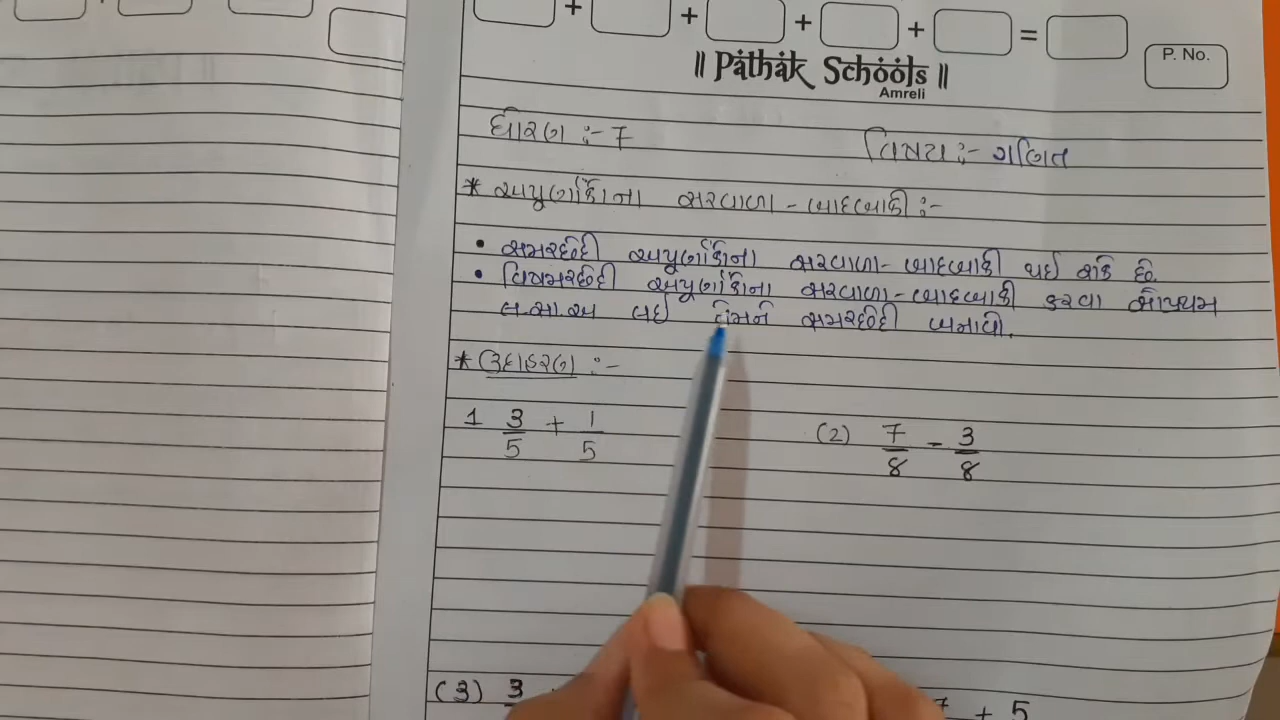 + + + + =
|| Pathak Schools ||
Amreli
P. No.
ધોરણ :- 7
વિષય :- ગણિત
* અપૂર્ણાંકોના સરવાળા - બાદબાકી :-
• સમચ્છેદી અપૂર્ણાંકોના સરવાળા - બાદબાકી થઈ શકે છે.
• વિષમચ્છેદી અપૂર્ણાંકોના સરવાળા - બાદબાકી કરવા સૌપ્રથમ
લ.સા.અ લઈ તેમને સમચ્છેદી બનાવી.
* ઉદાહરણ :-
1 3/5 + 1/5
(2) 7/8 - 3/8
(3) 3
+ 5